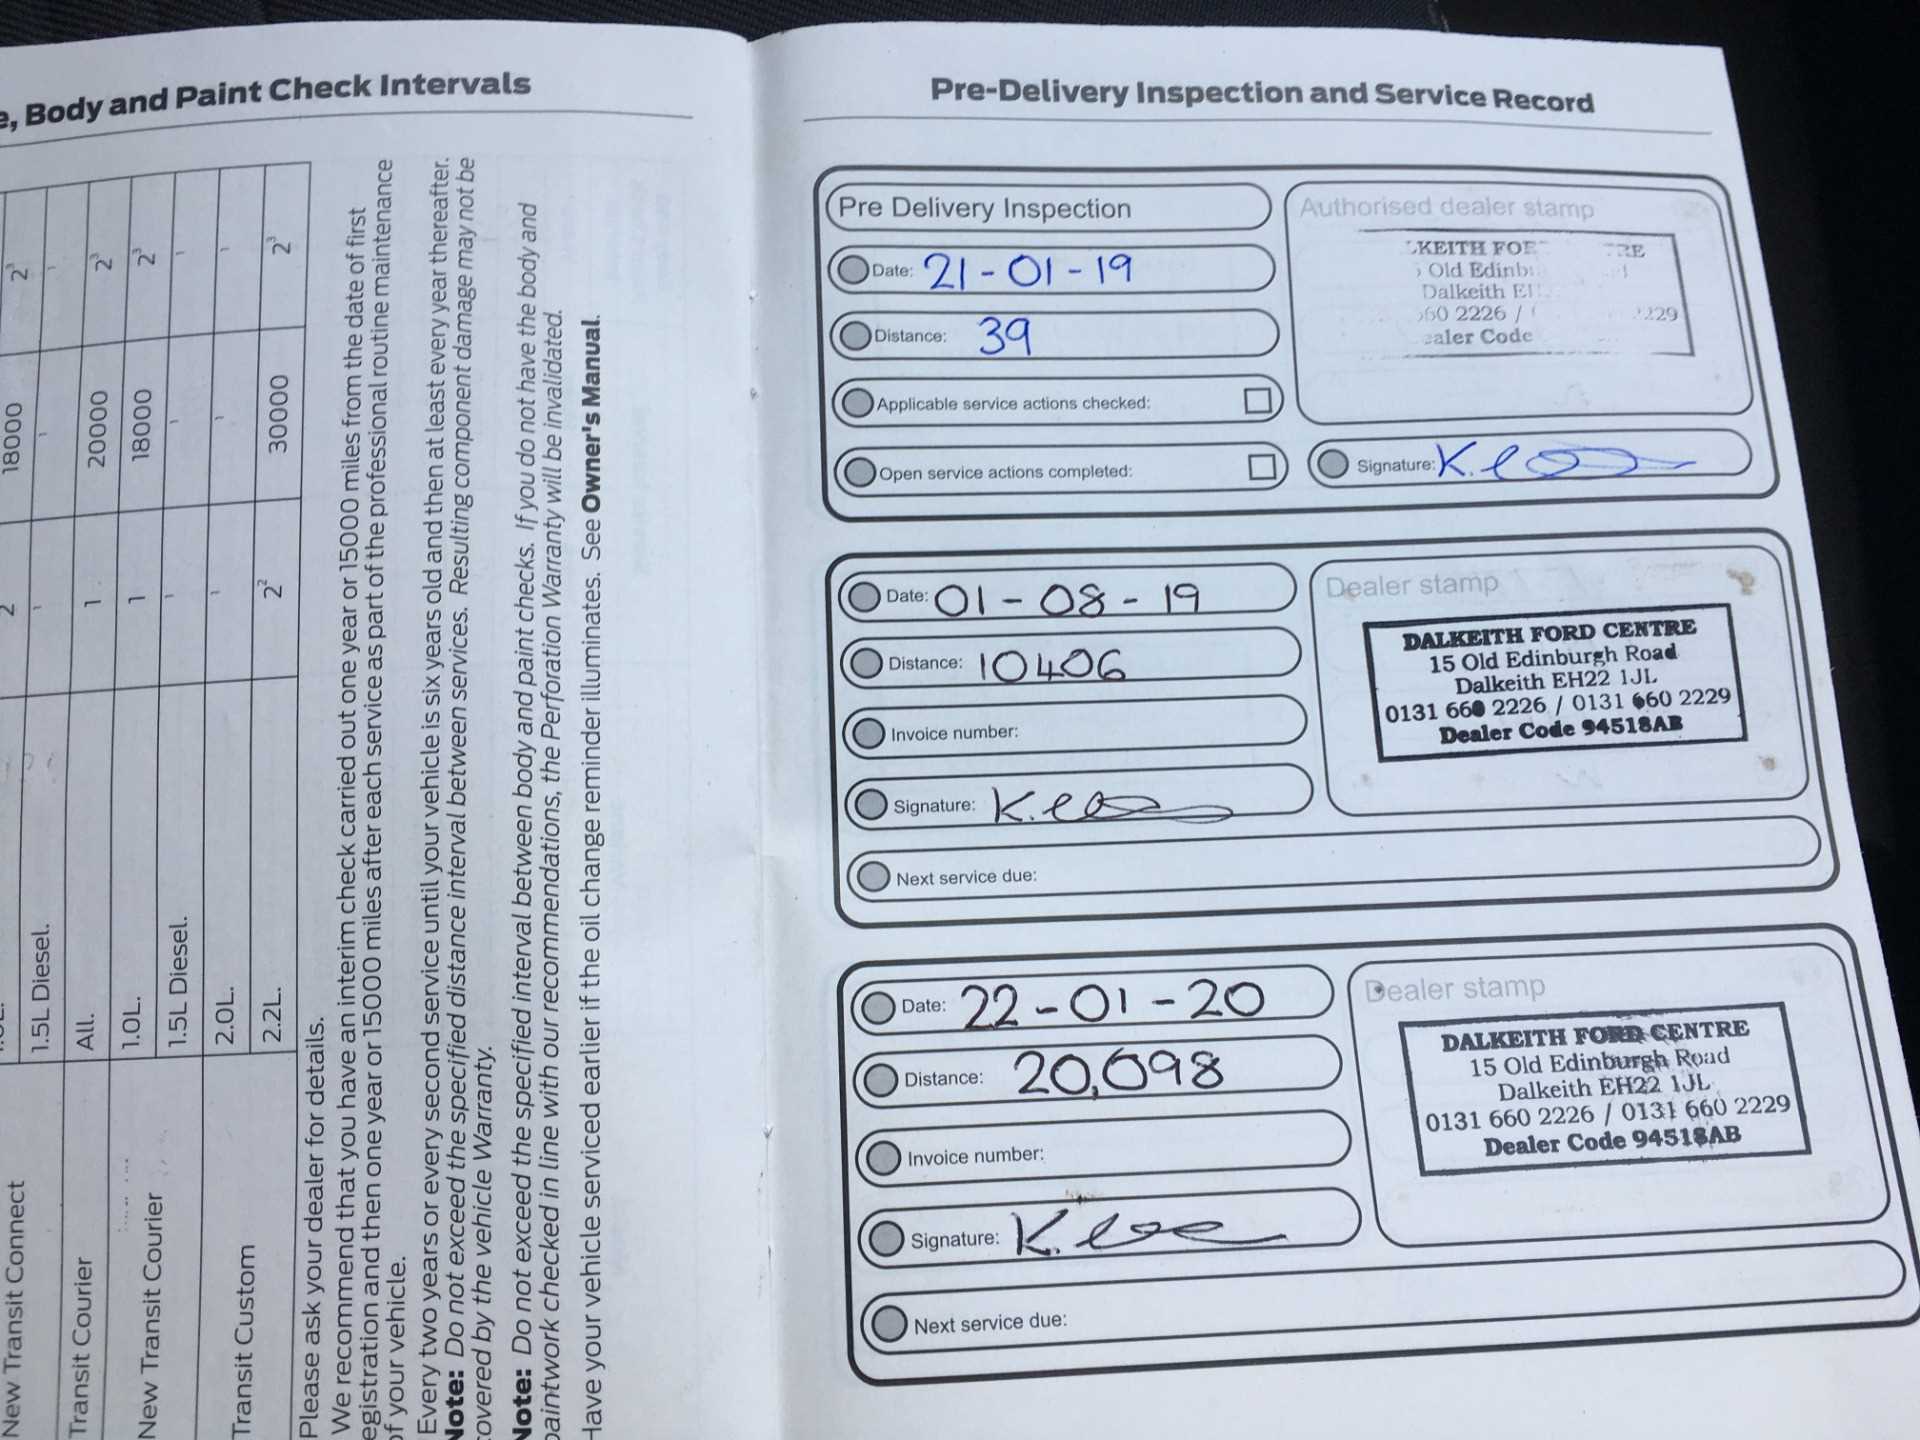 Body and Paint Check Intervals
18000 2³
2
1.5L Diesel.
New Transit Connect
Transit Courier All. 1 20000 2³
New Transit Courier 1.0L. 1 18000 2³
1.5L Diesel.
Transit Custom 2.0L.
2.2L. 2² 30000 2³
Please ask your dealer for details.
We recommend that you have an interim check carried out one year or 15000 miles from the date of first
registration and then one year or 15000 miles after each service as part of the professional routine maintenance
of your vehicle.
Every two years or every second service until your vehicle is six years old and then at least every year thereafter.
Note: Do not exceed the specified distance interval between services. Resulting component damage may not be
covered by the vehicle Warranty.
Note: Do not exceed the specified interval between body and paint checks. If you do not have the body and
paintwork checked in line with our recommendations, the Perforation Warranty will be invalidated.
Have your vehicle serviced earlier if the oil change reminder illuminates. See Owner's Manual.
Pre-Delivery Inspection and Service Record
Pre Delivery Inspection
Date: 21-01-19
Distance: 39
Applicable service actions checked:
Open service actions completed:
Authorised dealer stamp
Old
Dalkeith
2226 /
Code
Signature: K.
Date: 01-08-19
Distance: 10406
Invoice number:
Signature: K.
Next service due:
Dealer stamp
DALKEITH FORD CENTRE
15 Old Edinburgh Road
Dalkeith EH22 1JL
0131 660 2226 / 0131 660 2229
Dealer Code 94518AB
Date: 22-01-20
Distance: 20,098
Invoice number:
Signature: K.
Next service due:
Dealer stamp
DALKEITH FORD CENTRE
15 Old Edinburgh Road
Dalkeith EH22 1JL
0131 660 2226 / 0131 660 2229
Dealer Code 94518AB